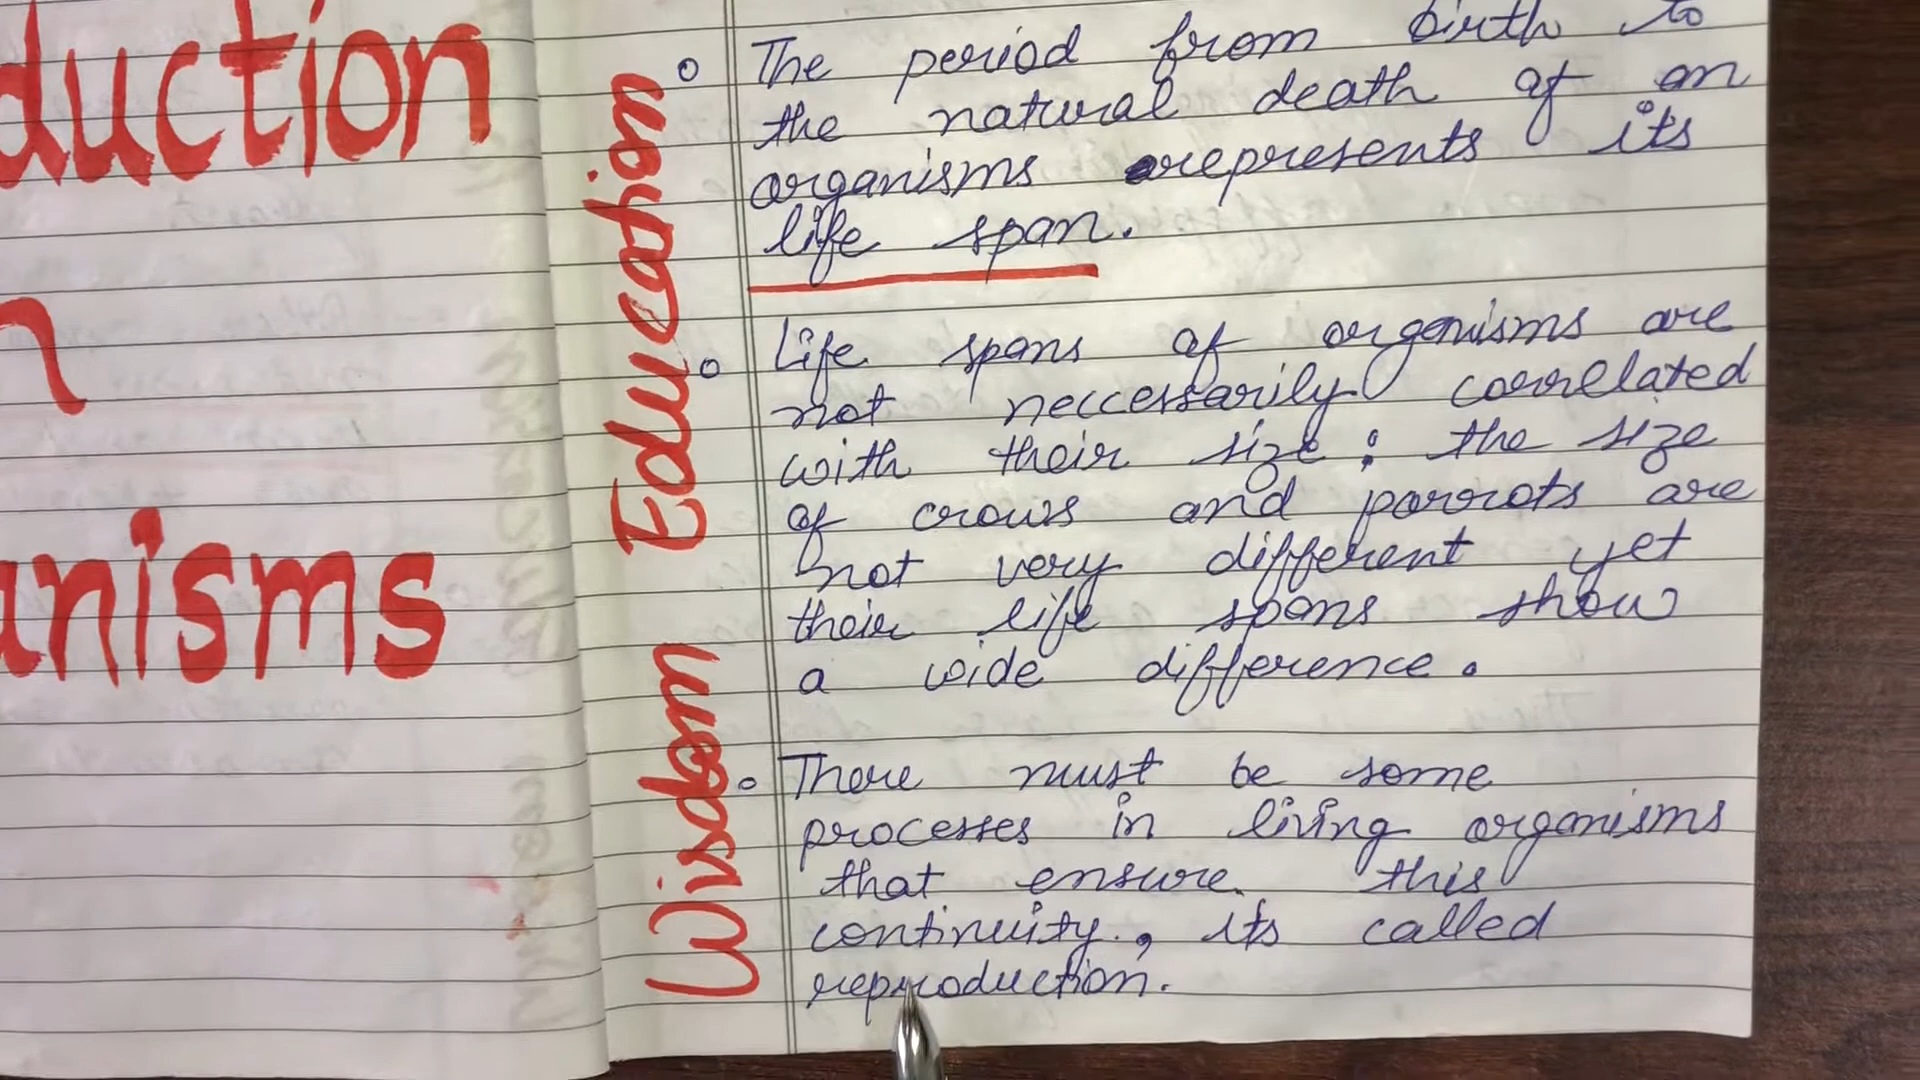 duction
n
anisms
Wisdom Education
The period from birth to
the natural death of an
organisms represents its
life span.
Life spans of organisms are
not neccessarily correlated
with their size; the size
of crows and parrots are
not very different yet
their life spans show
a wide difference.
There must be some
processes in living organisms
that ensure this
continuity, its called
reproduction.